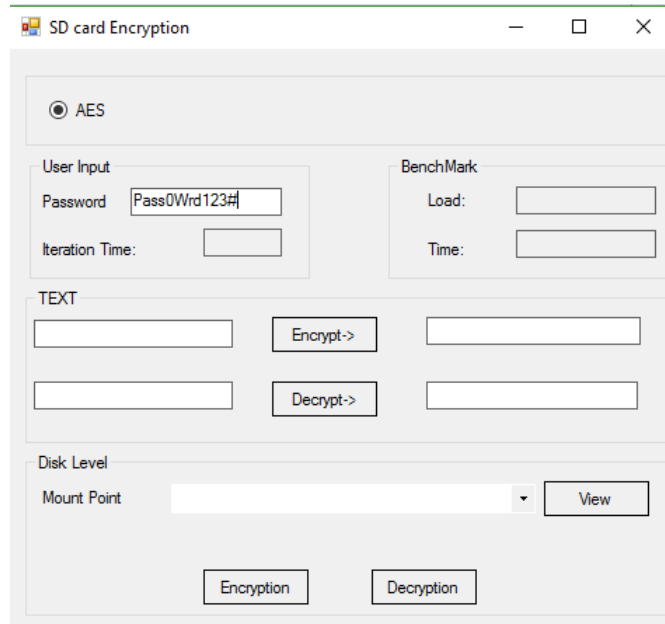 SD card Encryption
AES
User Input
Password Pass0Wrd123#
Iteration Time:
BenchMark
Load:
Time:
TEXT
Encrypt->
Decrypt->
Disk Level
Mount Point View
Encryption Decryption